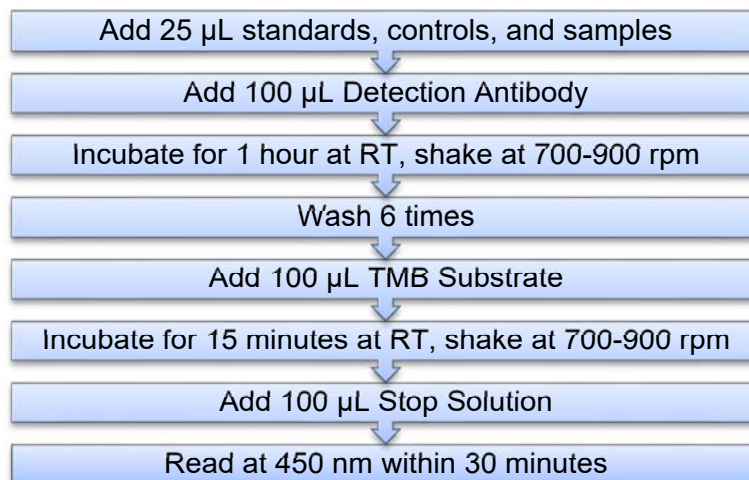 Add 25 µL standards, controls, and samples
Add 100 µL Detection Antibody
Incubate for 1 hour at RT, shake at 700-900 rpm
Wash 6 times
Add 100 µL TMB Substrate
Incubate for 15 minutes at RT, shake at 700-900 rpm
Add 100 µL Stop Solution
Read at 450 nm within 30 minutes